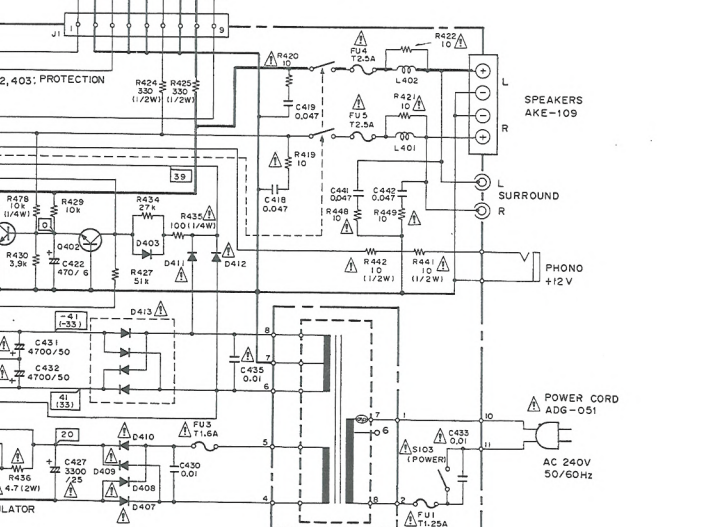 J1
1
9
2,403: PROTECTION
R424
330
(1/2W)
R425
330
(1/2W)
R420
10
FU4
T2.5A
R422
10
L402
C419
0.047
FU5
T2.5A
R421
10
L401
R419
10
C418
0.047
C441
0.047
C442
0.047
R448
10
R449
10
+
−
−
+
L
R
SPEAKERS
AKE-109
L
R
SURROUND
39
R478
10k
(1/4W)
R429
10k
0
Q402
R434
27k
D403
R435
100(1/4W)
R430
3.9k
C422
470/6
R427
51k
D411
D412
R442
10
(1/2W)
R441
10
(1/2W)
PHONO
+12V
-41
(-33)
D413
C431
4700/50
C432
4700/50
41
(33)
8
7
6
C435
0.01
20
D410
FU3
T1.6A
5
4
R436
4.7(2W)
C427
3300
/25
D409
D408
D407
C430
0.01
ULATOR
7
6
8
1
2
S103
(POWER)
C433
0.01
FU1
T1.25A
10
11
POWER CORD
ADG-051
AC 240V
50/60Hz